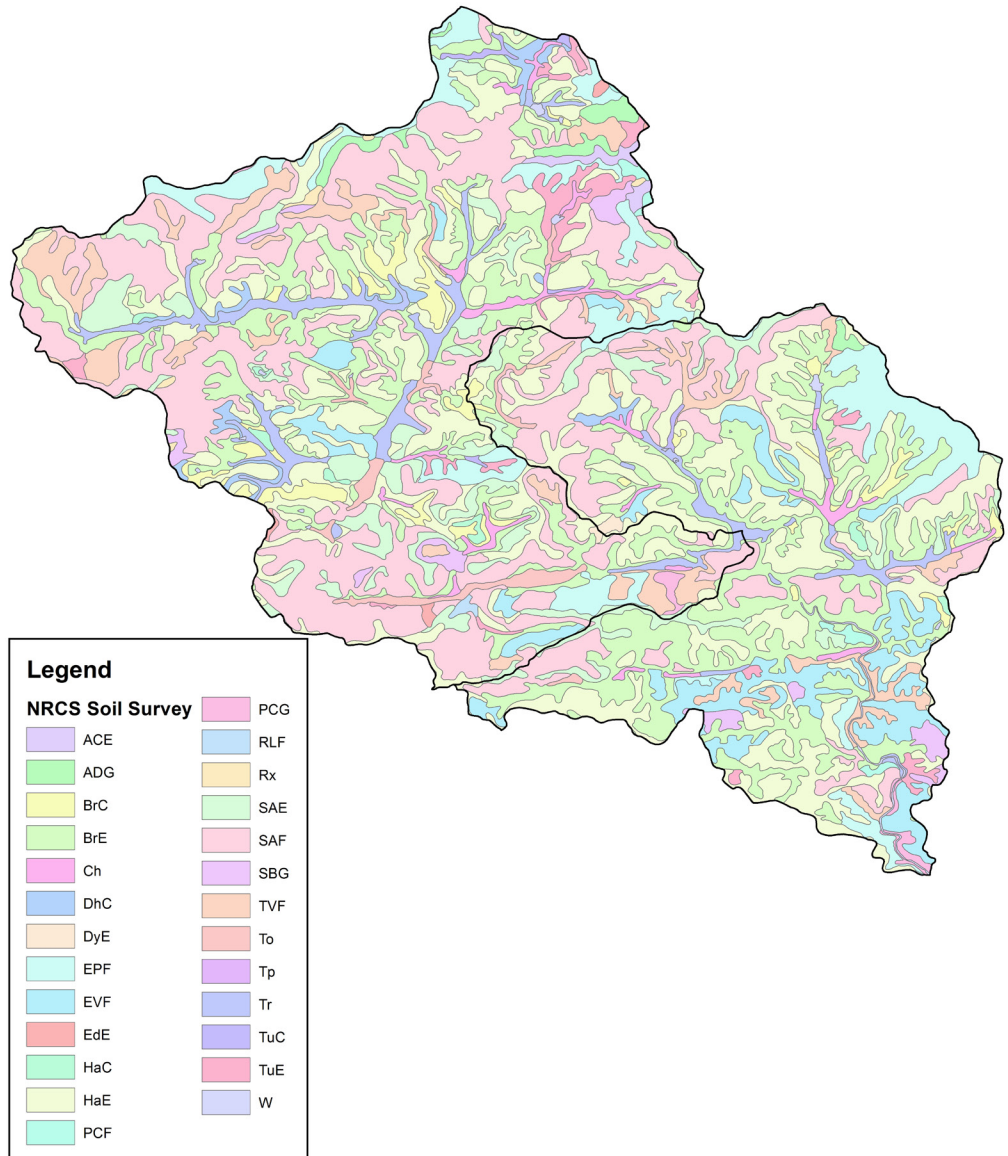 Legend
NRCS Soil Survey
ACE
ADG
BrC
BrE
Ch
DhC
DyE
EPF
EVF
EdE
HaC
HaE
PCF
PCG
RLF
Rx
SAE
SAF
SBG
TVF
To
Tp
Tr
TuC
TuE
W